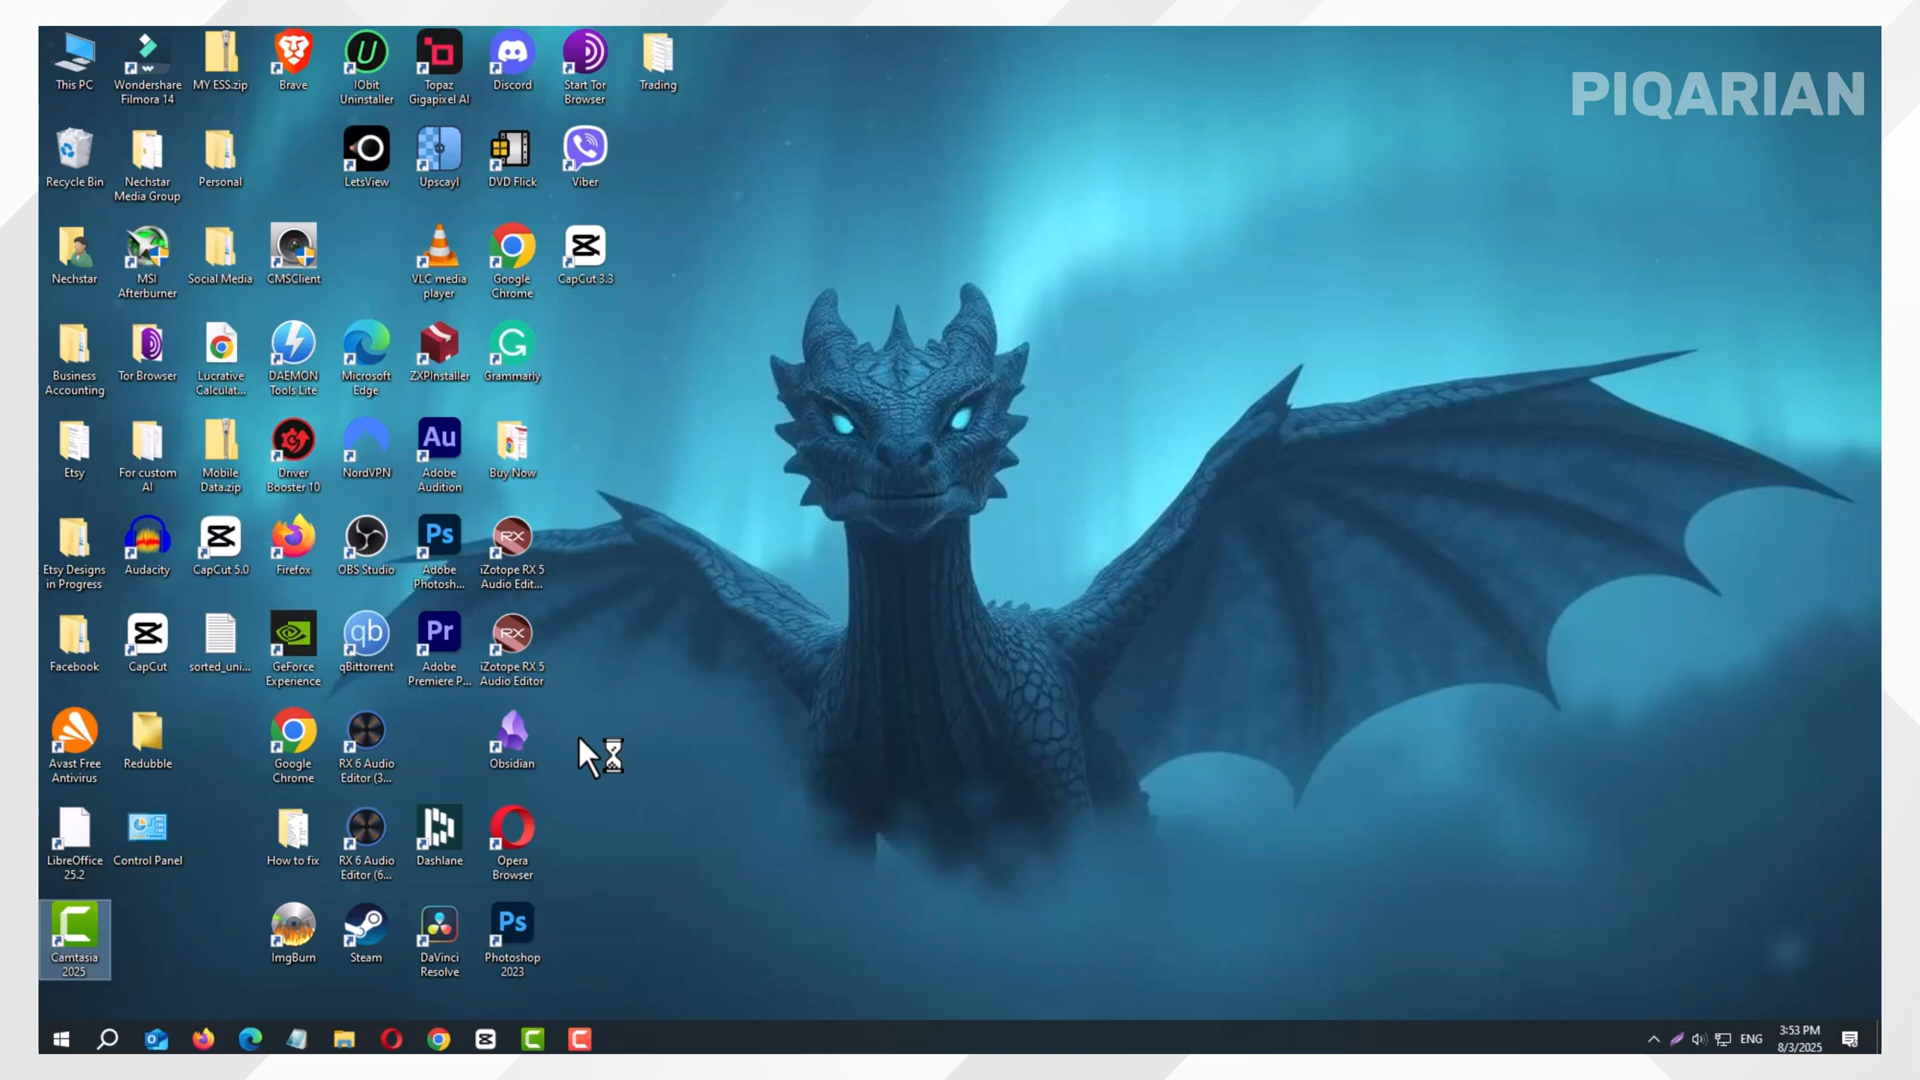 PIQARIAN
This PC
Wondershare
Filmora 14
MY ESS.zip
Brave
IObit
Uninstaller
Topaz
Gigapixel AI
Discord
Start Tor
Browser
Trading
Recycle Bin
Nechstar
Media Group
Personal
LetsView
Upscayl
DVD Flick
Viber
Nechstar
MSI
Afterburner
Social Media
CMSClient
VLC media
player
Google
Chrome
CapCut 3.3
Business
Accounting
Tor Browser
Lucrative
Calculat...
DAEMON
Tools Lite
Microsoft
Edge
ZXPInstaller
Grammarly
Etsy
For custom
AI
Mobile
Data.zip
Driver
Booster 10
NordVPN
Au
Adobe
Audition
Buy Now
Etsy Designs
in Progress
Audacity
CapCut 5.0
Firefox
OBS Studio
Ps
Adobe
Photosh...
RX
iZotope RX 5
Audio Edit...
Facebook
CapCut
sorted_uni...
GeForce
Experience
qb
qBittorrent
Pr
Adobe
Premiere P...
RX
iZotope RX 5
Audio Editor
Avast Free
Antivirus
Redubble
Google
Chrome
RX 6 Audio
Editor (3...
Obsidian
LibreOffice
25.2
Control Panel
How to fix
RX 6 Audio
Editor (6...
Dashlane
Opera
Browser
Camtasia
2025
ImgBurn
Steam
DaVinci
Resolve
Ps
Photoshop
2023
ENG
3:53 PM
8/3/2025